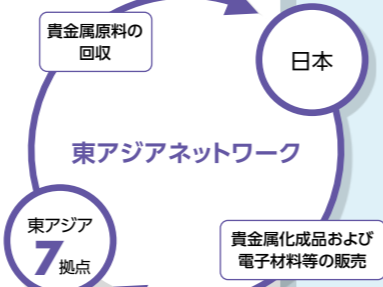 貴金属原料の
回収
日本
東アジアネットワーク
東アジア
7拠点
貴金属化成品および
電子材料等の販売